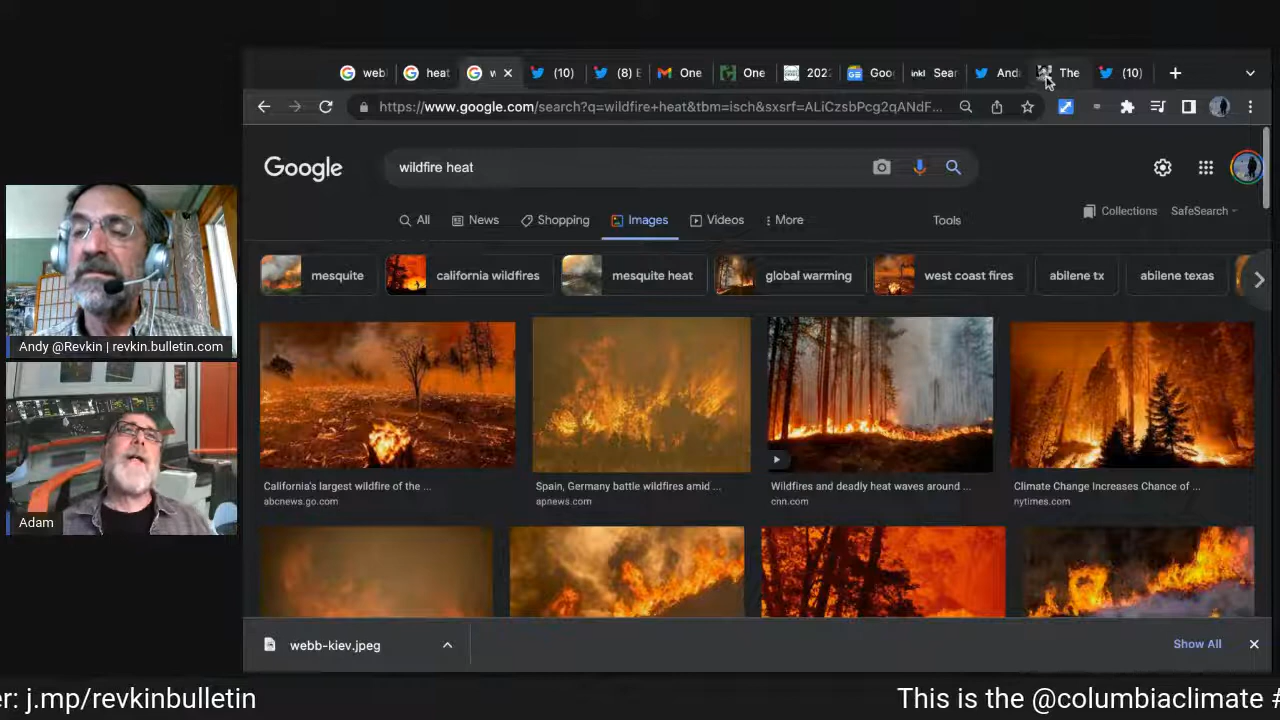 web
heat
w
(10)
(8) E
One
One
202
Goo
inkl Sear
And
The
(10)
https://www.google.com/search?q=wildfire+heat&tbm=isch&sxsrf=ALiCzsbPcg2qANdF...
Google
wildfire heat
All
News
Shopping
Images
Videos
More
Tools
Collections
SafeSearch
mesquite
california wildfires
mesquite heat
global warming
west coast fires
abilene tx
abilene texas
California's largest wildfire of the ...
abcnews.go.com
Spain, Germany battle wildfires amid ...
apnews.com
Wildfires and deadly heat waves around ...
cnn.com
Climate Change Increases Chance of ...
nytimes.com
Andy @Revkin | revkin.bulletin.com
Adam
webb-kiev.jpeg
Show All
er: j.mp/revkinbulletin
This is the @columbiaclimate #